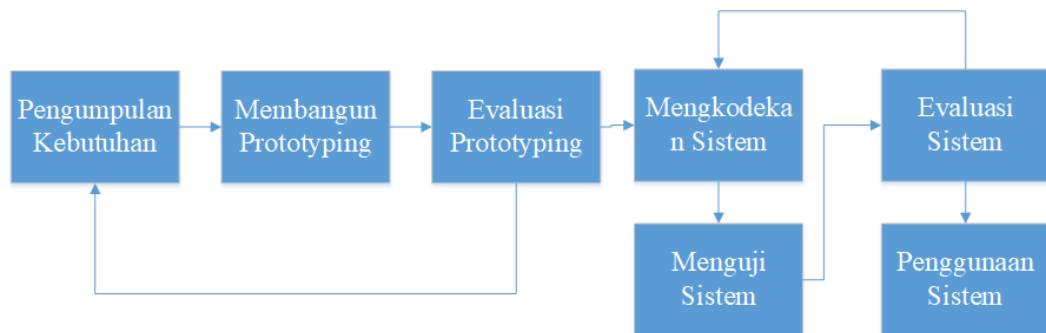 Pengumpulan
Kebutuhan
Membangun
Prototyping
Evaluasi
Prototyping
Mengkodeka
n Sistem
Evaluasi
Sistem
Menguji
Sistem
Penggunaan
Sistem